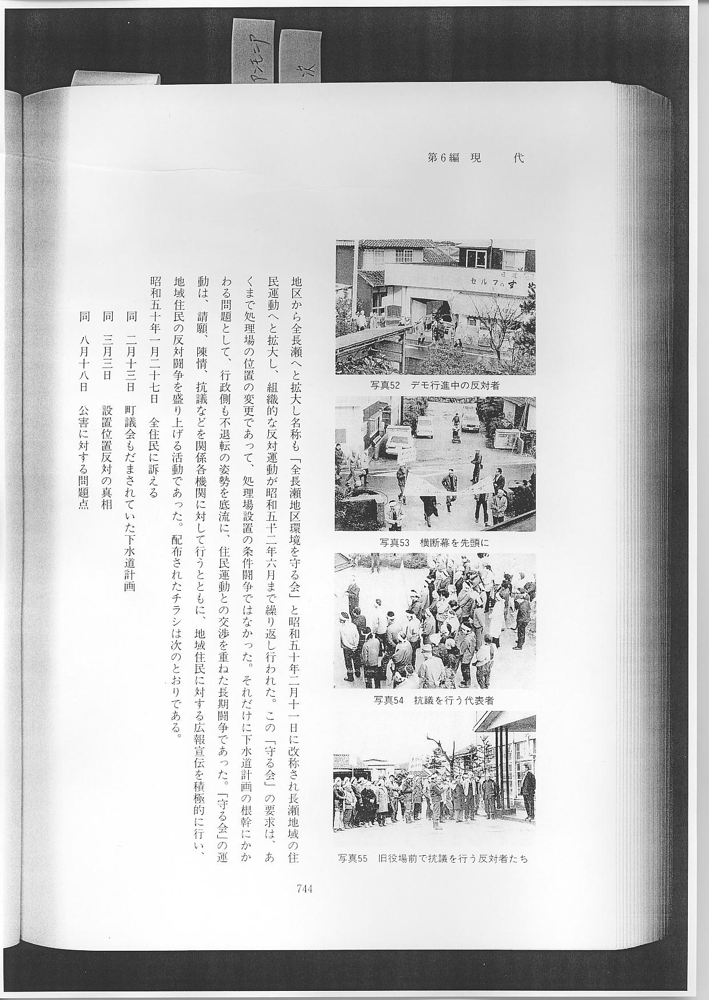 アンモニア
次
第6編 現 代
日進
セルフのすや
写真52 デモ行進中の反対者
写真53 横断幕を先頭に
写真54 抗議を行う代表者
写真55 旧役場前で抗議を行う反対者たち
地区から全長瀬へと拡大し名称も「全長瀬地区環境を守る会」と昭和五十年二月十一日に改称され長瀬地域の住
民運動へと拡大し、組織的な反対運動が昭和五十二年六月まで繰り返し行われた。この「守る会」の要求は、あ
くまで処理場の位置の変更であって、処理場設置の条件闘争ではなかった。それだけに下水道計画の根幹にかか
わる問題として、行政側も不退転の姿勢を底流に、住民運動との交渉を重ねた長期闘争であった。「守る会」の運
動は、請願、陳情、抗議などを関係各機関に対して行うとともに、地域住民に対する広報宣伝を積極的に行い、
地域住民の反対闘争を盛り上げる活動であった。配布されたチラシは次のとおりである。
昭和五十年一月二十七日 全住民に訴える
同 二月十三日 町議会もだまされていた下水道計画
同 三月三日 設置位置反対の真相
同 八月十八日 公害に対する問題点
744